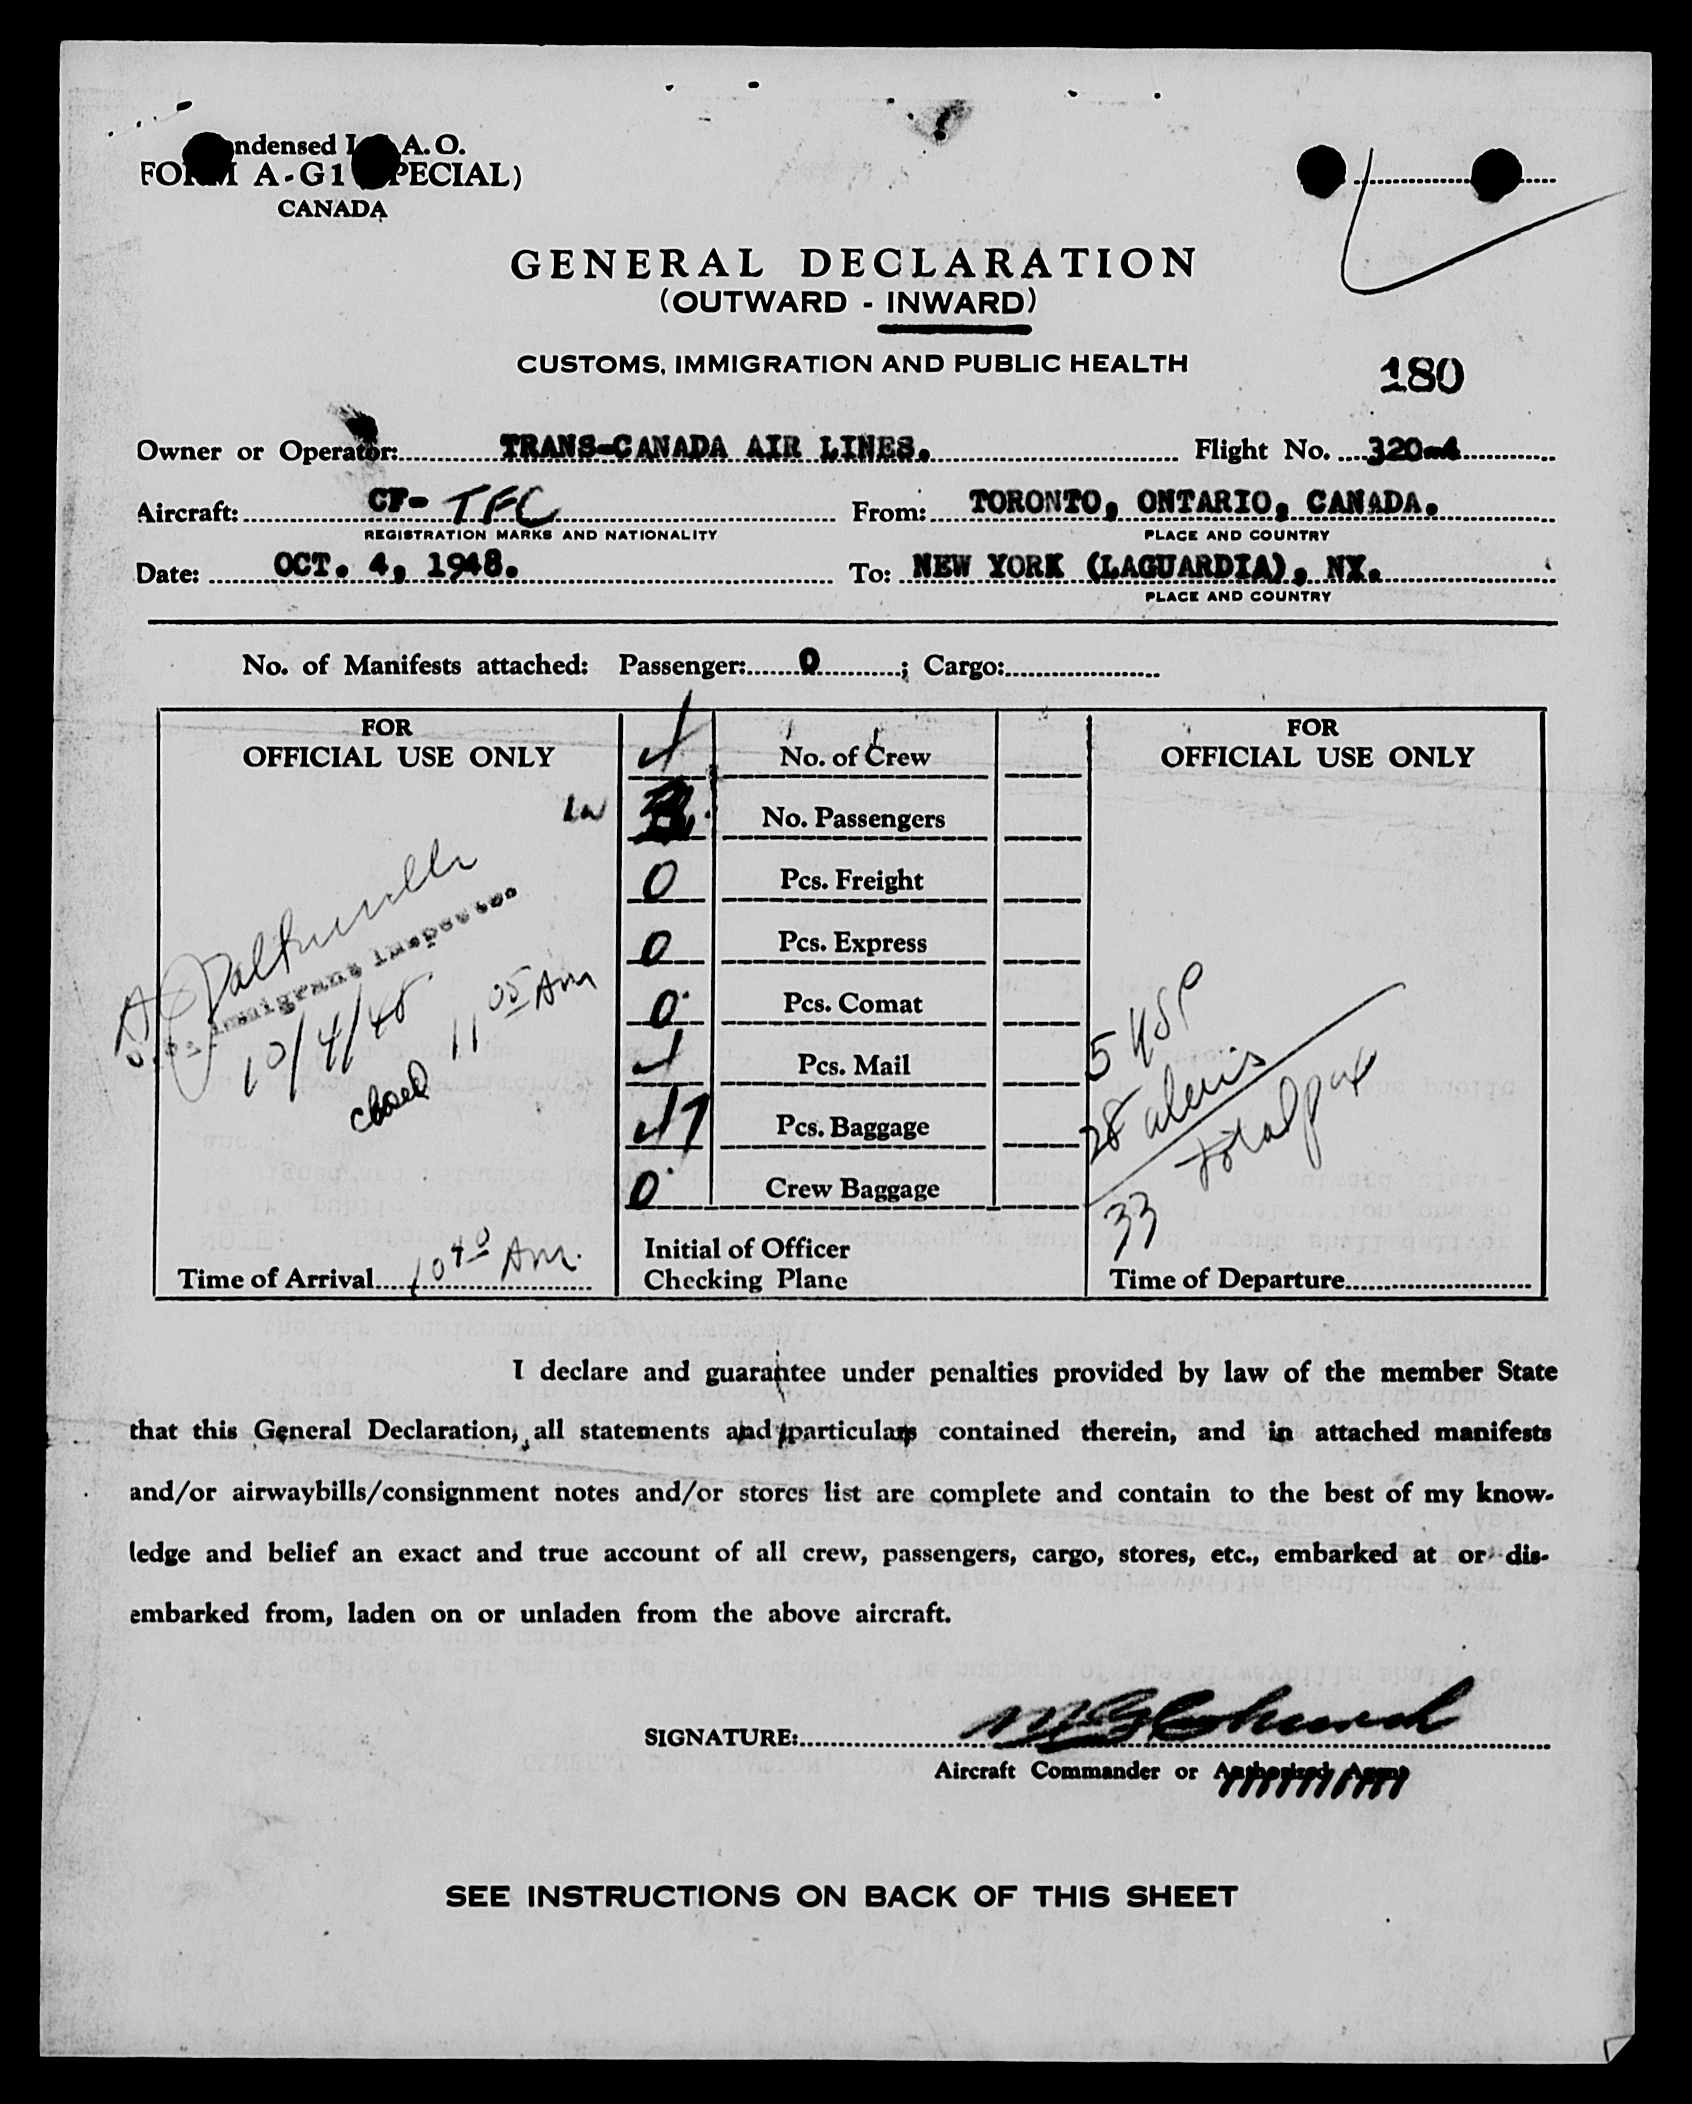 Condensed I.C.A.O.
FORM A-G1 (SPECIAL)
CANADA
GENERAL DECLARATION
(OUTWARD - INWARD)
CUSTOMS, IMMIGRATION AND PUBLIC HEALTH
180
Owner or Operator: TRANS-CANADA AIR LINES. Flight No. 320-4
Aircraft: CF- TFC From: TORONTO, ONTARIO, CANADA.
REGISTRATION MARKS AND NATIONALITY PLACE AND COUNTRY
Date: OCT. 4, 1948. To: NEW YORK (LAGUARDIA), NY.
PLACE AND COUNTRY
No. of Manifests attached: Passenger: 0; Cargo:
FOR
OFFICIAL USE ONLY
No. of Crew
No. Passengers
0 Pcs. Freight
0 Pcs. Express
0 Pcs. Comat
Pcs. Mail
Pcs. Baggage
0 Crew Baggage
Initial of Officer
Checking Plane
Immigrant Inspector
10/4/48
closed 11 05 Am
Time of Arrival 10 40 Am.
FOR
OFFICIAL USE ONLY
5 USP
28 aliens
33 total pax
Time of Departure
I declare and guarantee under penalties provided by law of the member State
that this General Declaration, all statements and particulars contained therein, and in attached manifests
and/or airwaybills/consignment notes and/or stores list are complete and contain to the best of my know-
ledge and belief an exact and true account of all crew, passengers, cargo, stores, etc., embarked at or dis-
embarked from, laden on or unladen from the above aircraft.
SIGNATURE:
Aircraft Commander or Authorized Agent
SEE INSTRUCTIONS ON BACK OF THIS SHEET